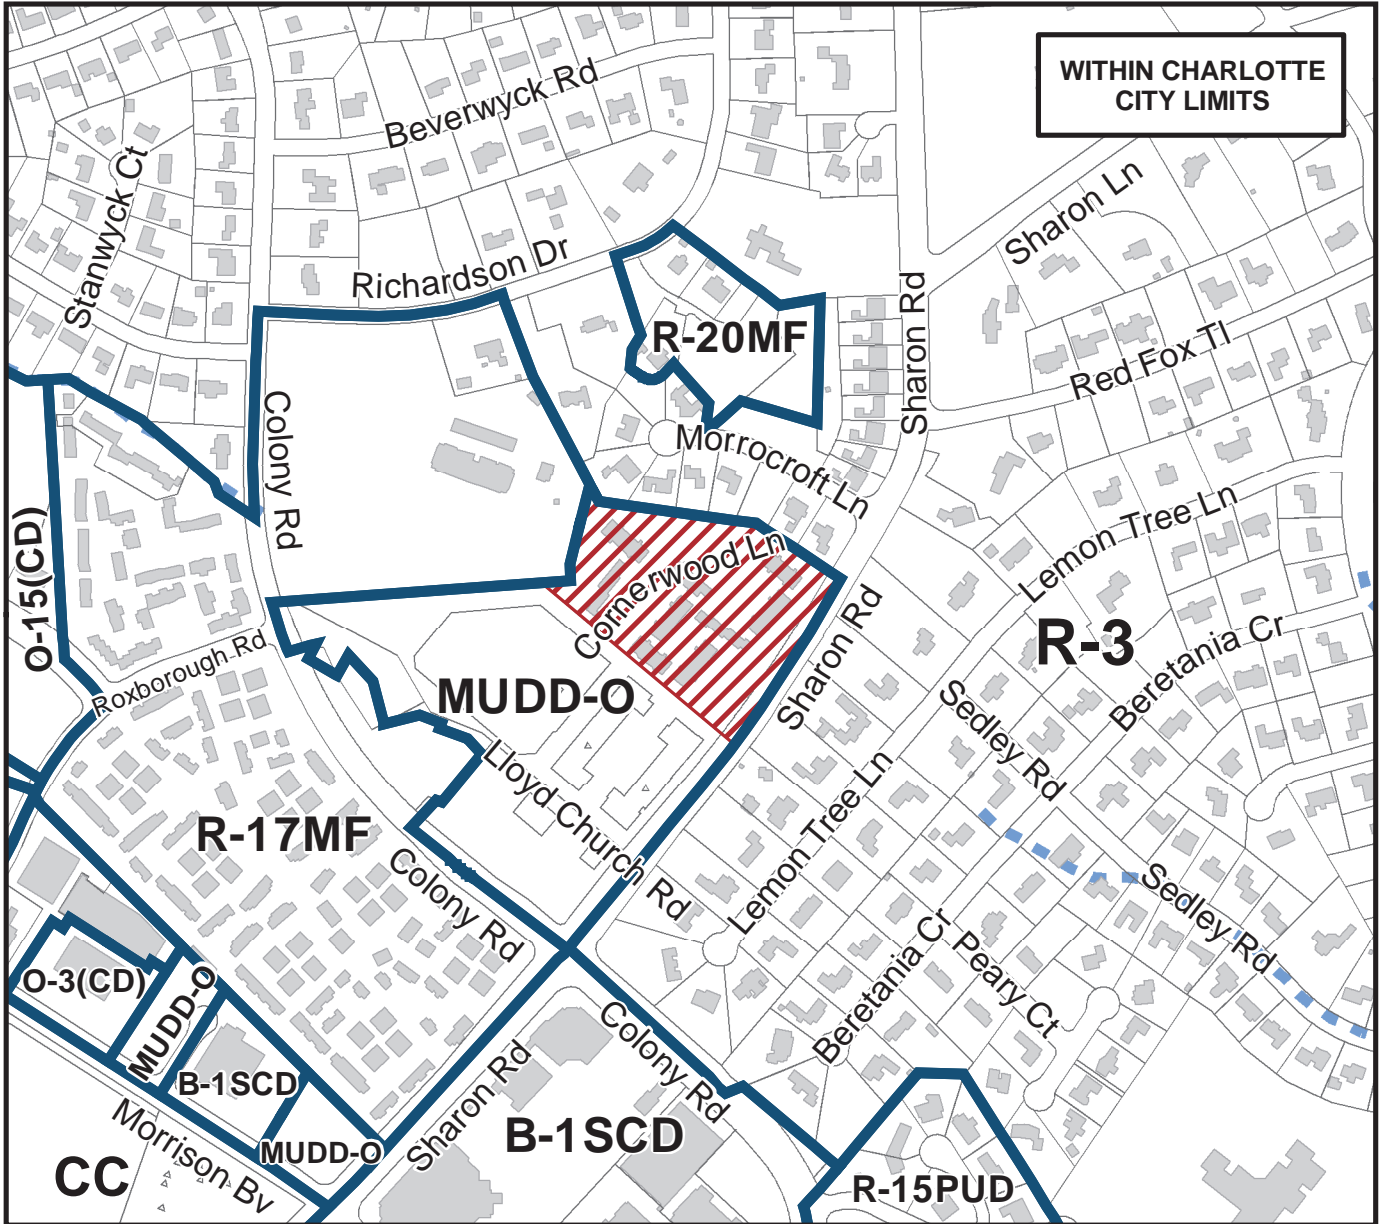 WITHIN CHARLOTTE
CITY LIMITS
Beverwyck Rd
Stanwyck Ct
Sharon Ln
Richardson Dr
Sharon Rd
R-20MF
Red Fox Tl
Colony Rd
Morrocroft Ln
O-15(CD)
Lemon Tree Ln
Cornerwood Ln
R-3
Beretania Cr
Roxborough Rd
MUDD-O
Sharon Rd
Sedley Rd
Lloyd Church Rd
Lemon Tree Ln
R-17MF
Colony Rd
Sedley Rd
Beretania Cr
Peary Ct
O-3(CD)
MUDD-O
B-1SCD
Colony Rd
Sharon Rd
B-1SCD
Morrison Bv
MUDD-O
CC
R-15PUD